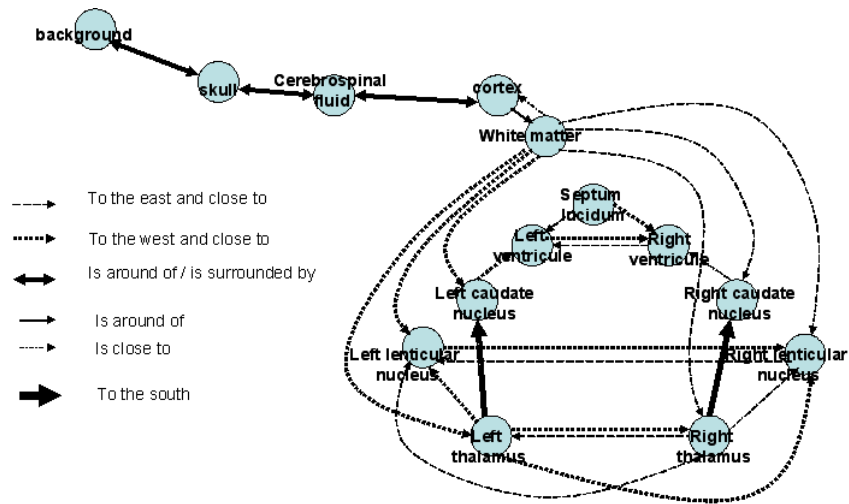 background
skull
Cerebrospinal
fluid
cortex
White matter
Septum
lucidum
Left
ventricule
Right
ventricule
Left caudate
nucleus
Right caudate
nucleus
Left lenticular
nucleus
Right lenticular
nucleus
Left
thalamus
Right
thalamus
To the east and close to
To the west and close to
Is around of / is surrounded by
Is around of
Is close to
To the south